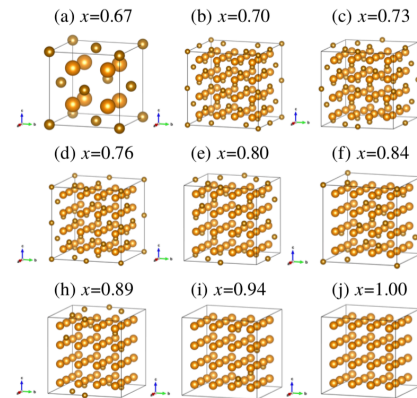 (a) x=0.67
(b) x=0.70
(c) x=0.73
(d) x=0.76
(e) x=0.80
(f) x=0.84
(h) x=0.89
(i) x=0.94
(j) x=1.00